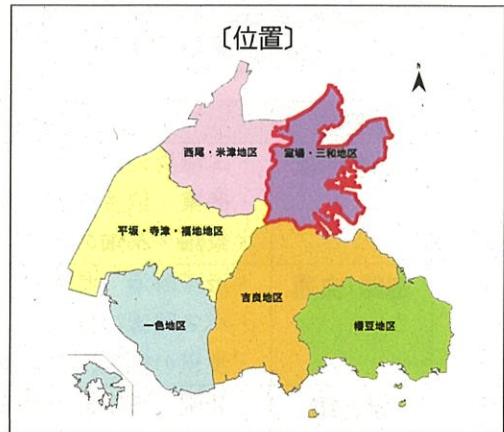 〔位置〕
N
西尾・米津地区
室場・三和地区
平坂・寺津・福地地区
吉良地区
一色地区
幡豆地区